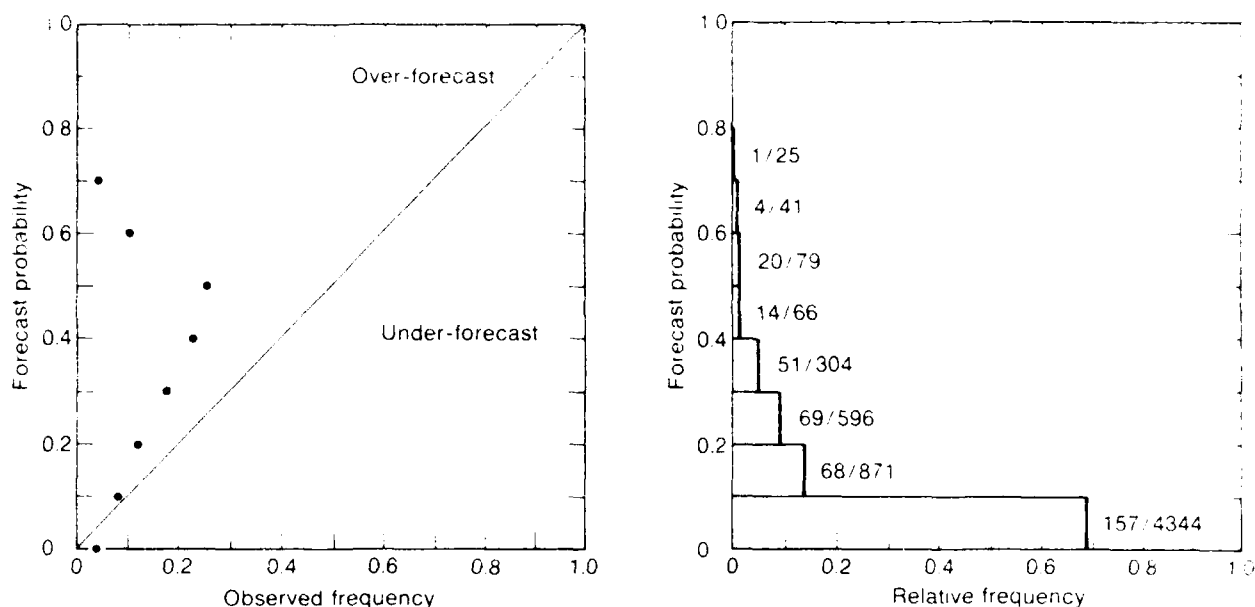 1.0
0.8
0.6
0.4
0.2
0
Forecast probability
Over-forecast
Under-forecast
0 0.2 0.4 0.6 0.8 1.0
Observed frequency
1.0
0.8
0.6
0.4
0.2
0
Forecast probability
1/25
4/41
20/79
14/66
51/304
69/596
68/871
157/4344
0 0.2 0.4 0.6 0.8 1.0
Relative frequency